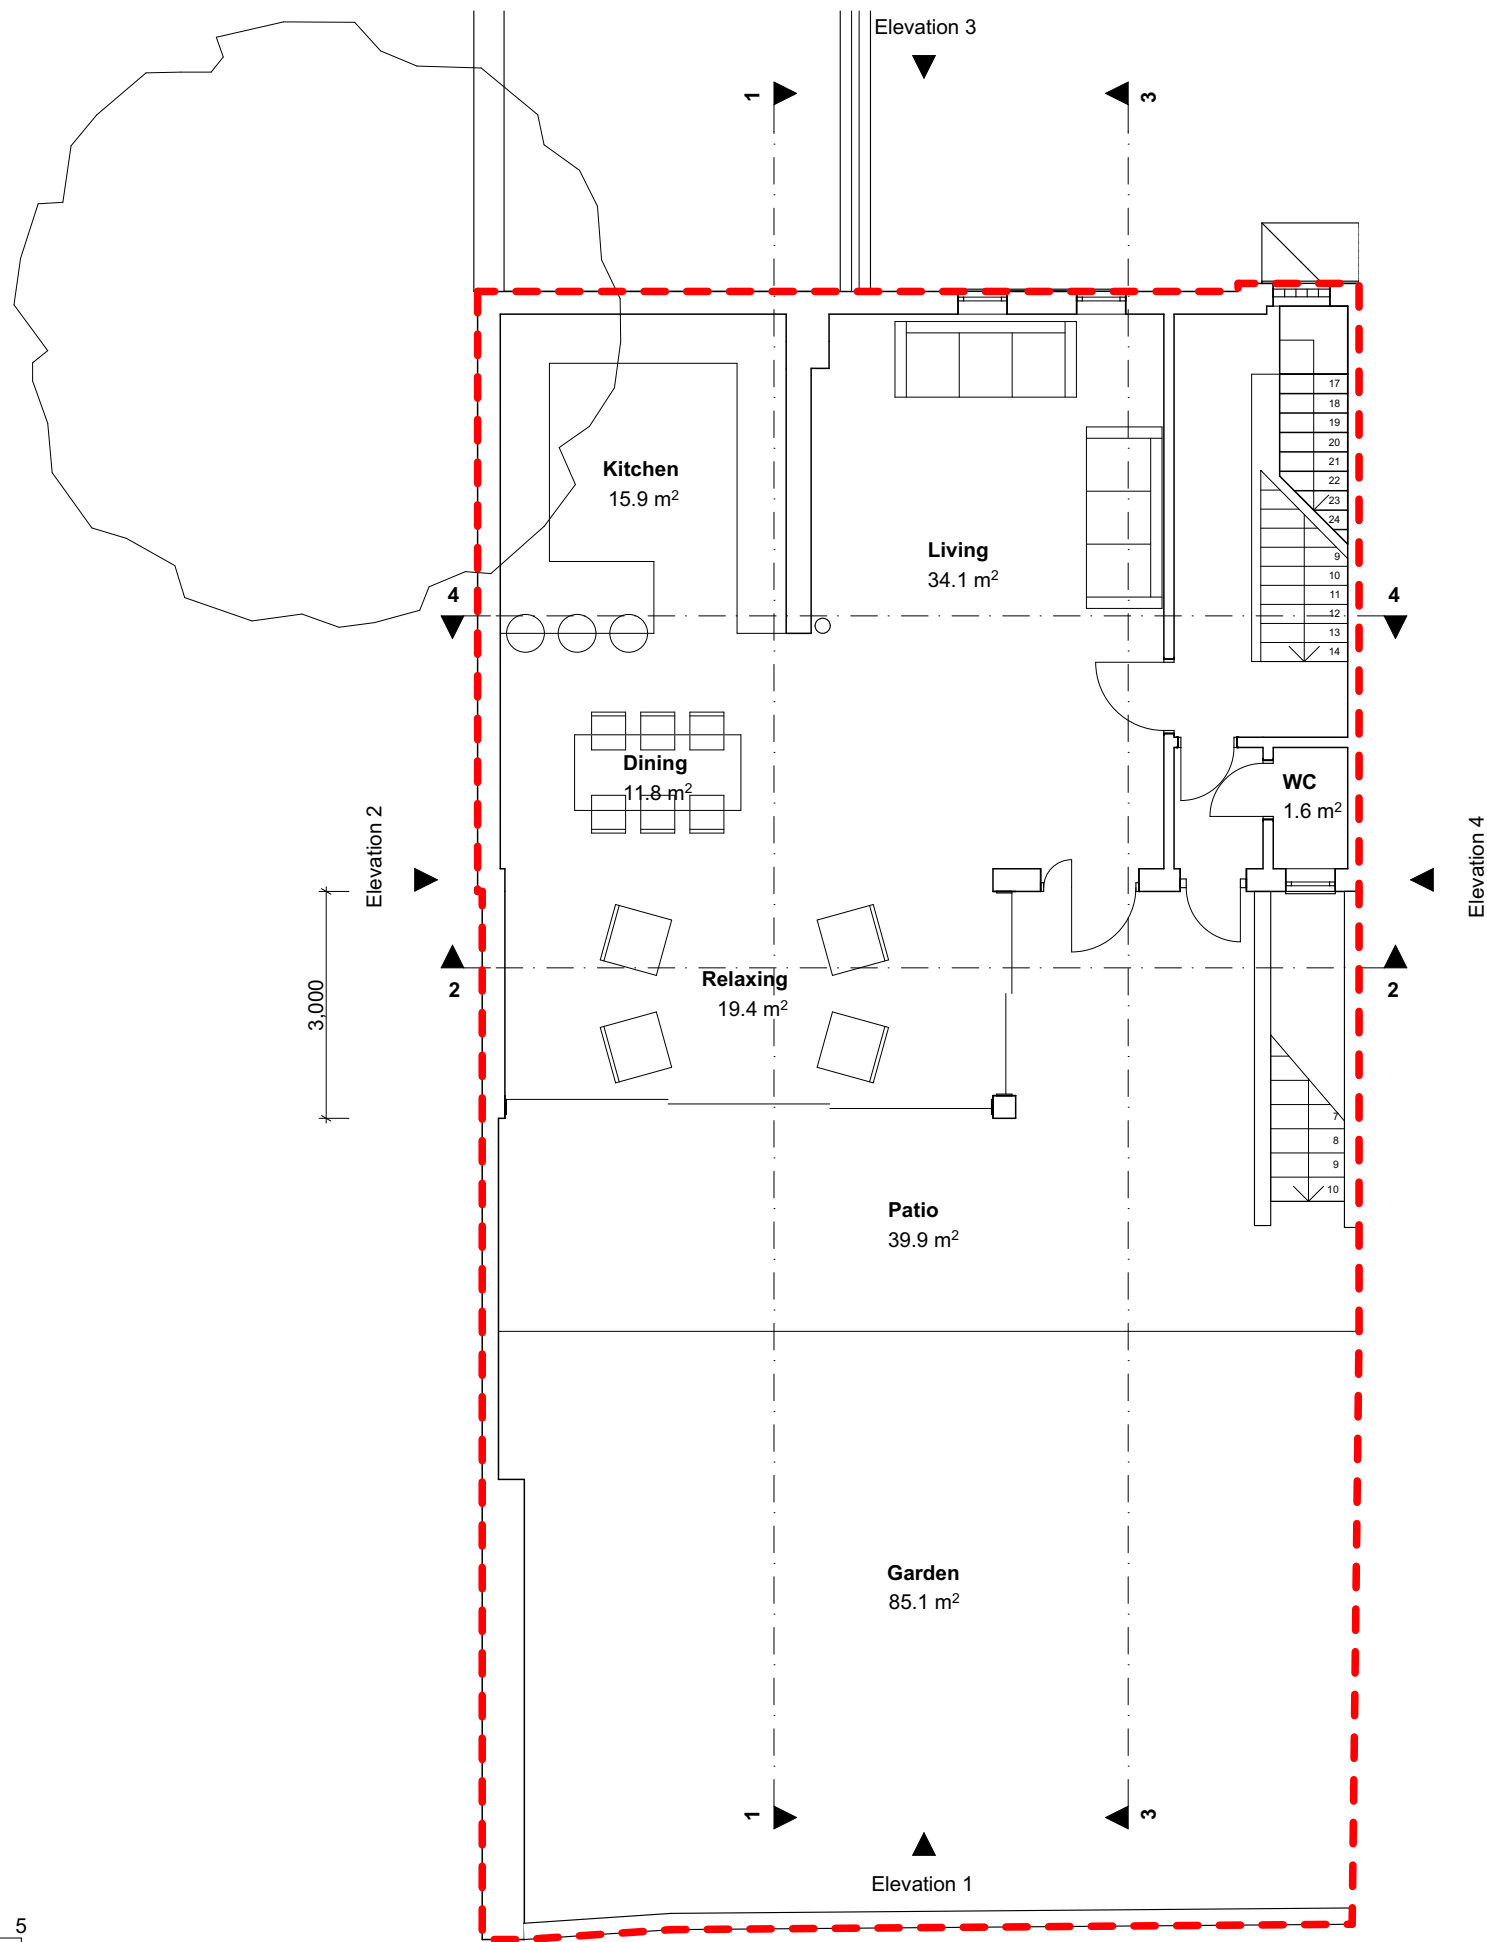 Elevation 3
1
3
17
18
19
20
21
22
23
24
Kitchen
15.9 m²
Living
34.1 m²
9
10
11
12
13
14
4
4
Dining
11.8 m²
WC
1.6 m²
Elevation 2
Elevation 4
2
2
Relaxing
19.4 m²
3,000
7
8
9
10
Patio
39.9 m²
Garden
85.1 m²
1
3
Elevation 1
5